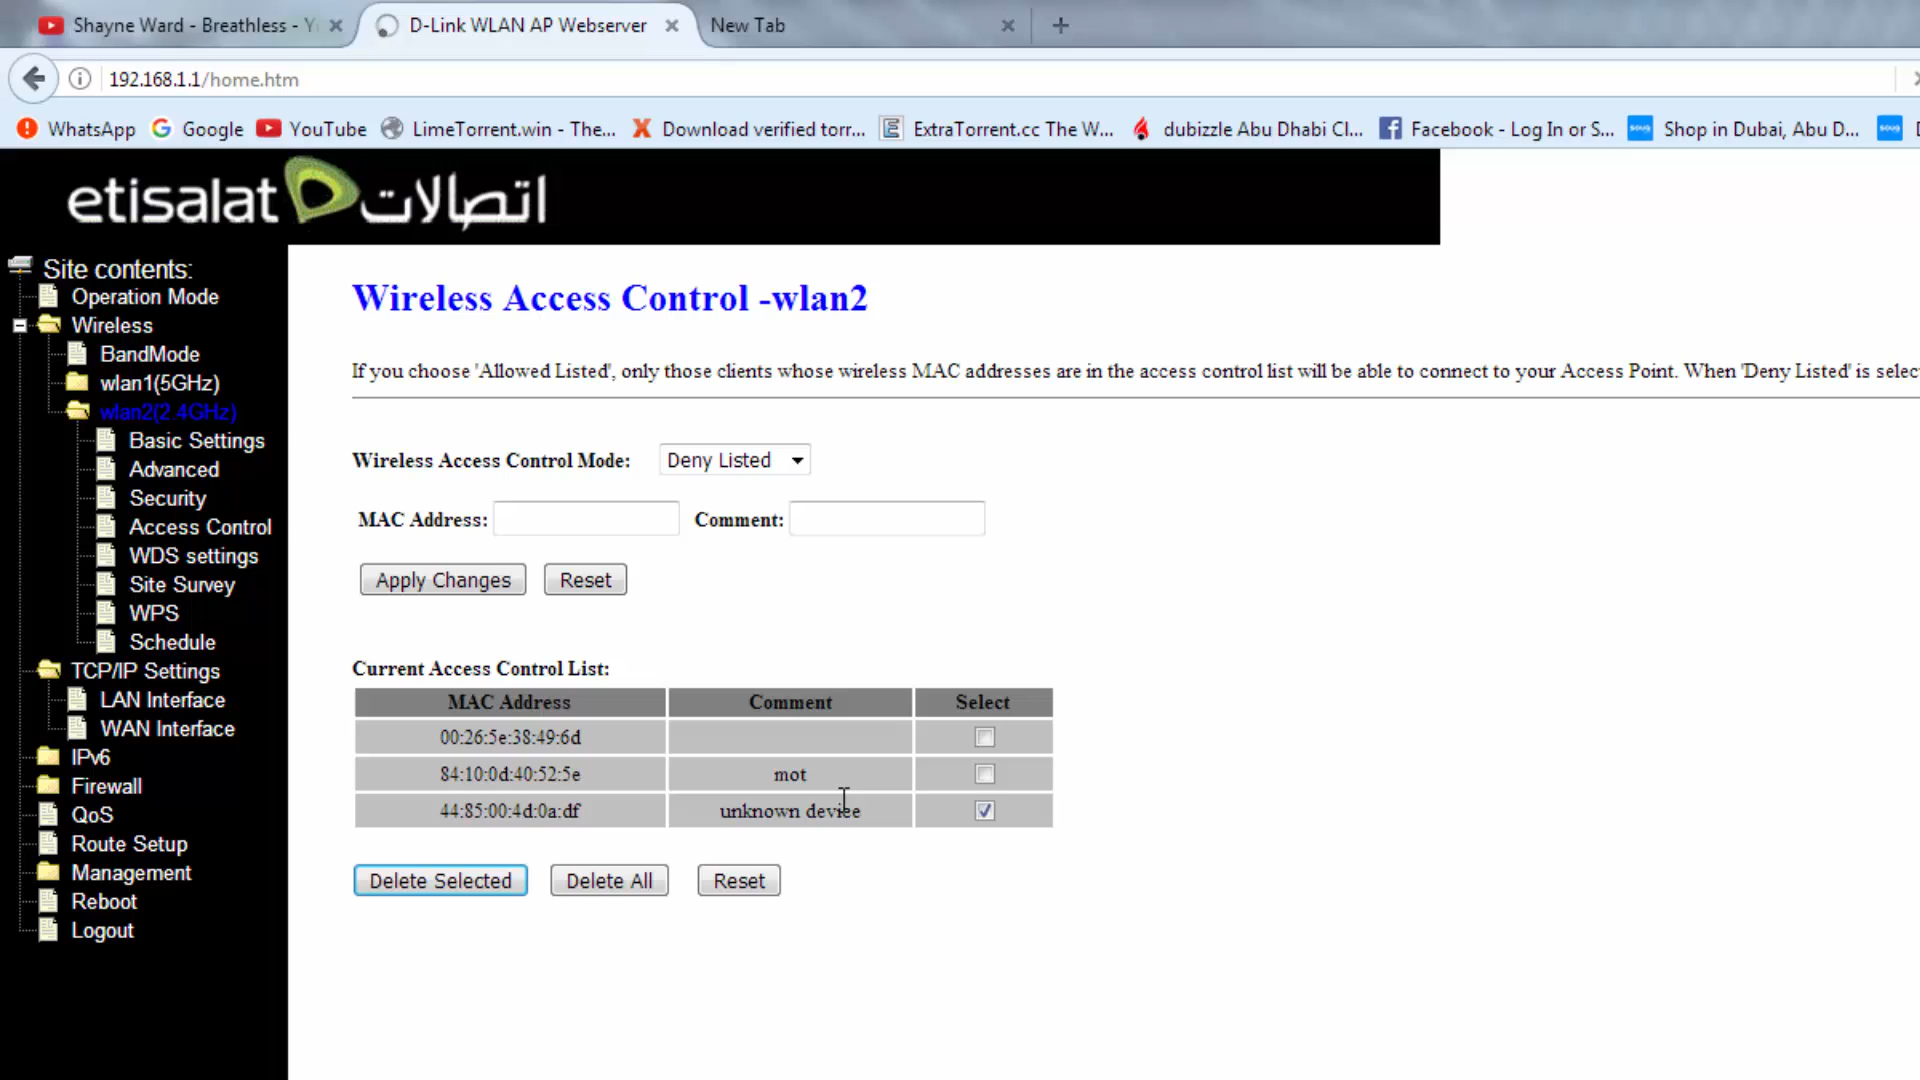 Shayne Ward - Breathless - Y
D-Link WLAN AP Webserver
New Tab
192.168.1.1/home.htm
WhatsApp
Google
YouTube
LimeTorrent.win - The...
Download verified torr...
ExtraTorrent.cc The W...
dubizzle Abu Dhabi Cl...
Facebook - Log In or S...
Shop in Dubai, Abu D...
etisalat اتصالات
Site contents:
Operation Mode
Wireless
BandMode
wlan1(5GHz)
wlan2(2.4GHz)
Basic Settings
Advanced
Security
Access Control
WDS settings
Site Survey
WPS
Schedule
TCP/IP Settings
LAN Interface
WAN Interface
IPv6
Firewall
QoS
Route Setup
Management
Reboot
Logout
Wireless Access Control -wlan2
If you choose 'Allowed Listed', only those clients whose wireless MAC addresses are in the access control list will be able to connect to your Access Point. When 'Deny Listed' is selec
Wireless Access Control Mode: Deny Listed
MAC Address: Comment:
Apply Changes Reset
Current Access Control List:
MAC Address Comment Select
00:26:5e:38:49:6d
84:10:0d:40:52:5e mot
44:85:00:4d:0a:df unknown device
Delete Selected Delete All Reset